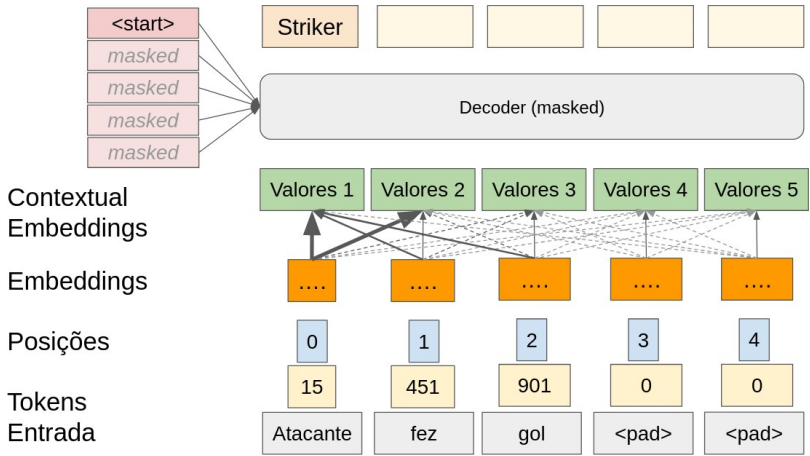 <start>
masked
masked
masked
masked
Striker
Decoder (masked)
Contextual
Embeddings
Valores 1 Valores 2 Valores 3 Valores 4 Valores 5
Embeddings
.... .... .... .... ....
Posições
0 1 2 3 4
Tokens
15 451 901 0 0
Entrada
Atacante fez gol <pad> <pad>